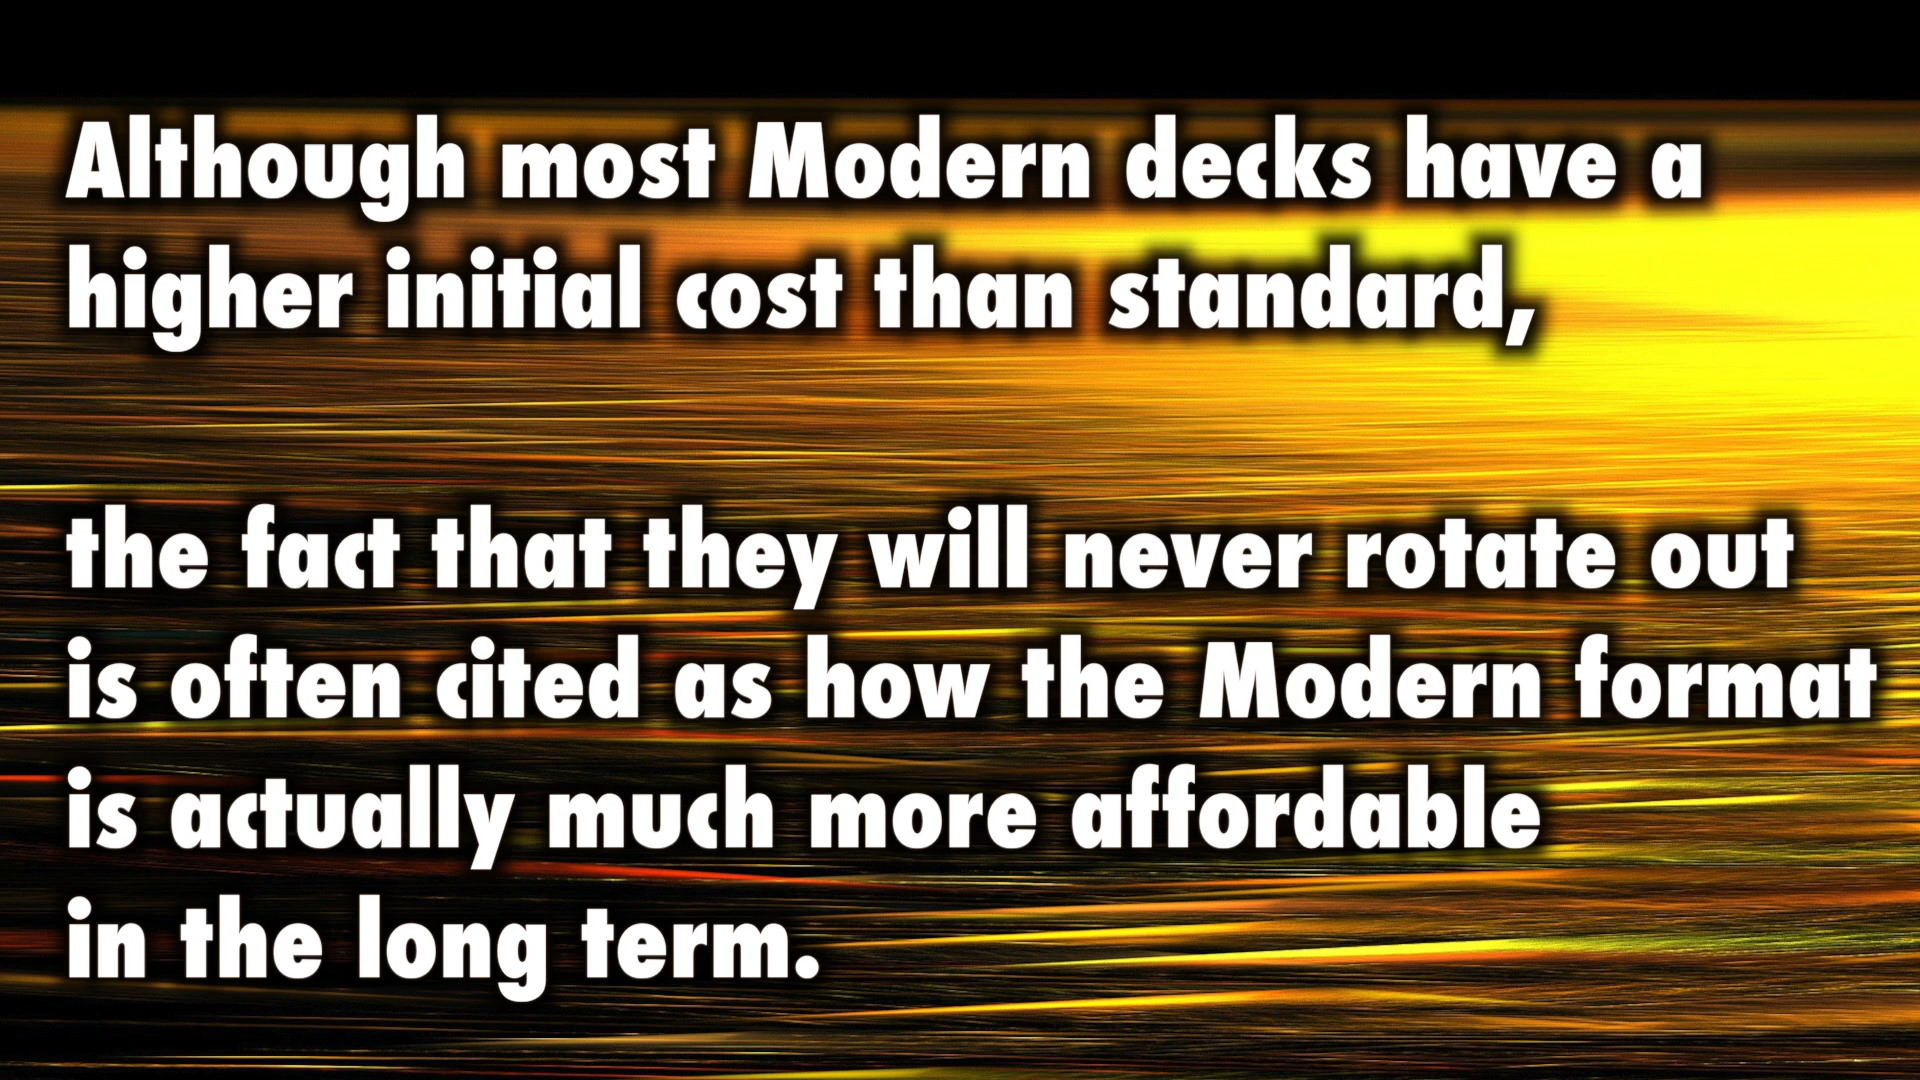 Although most Modern decks have a
higher initial cost than standard,
the fact that they will never rotate out
is often cited as how the Modern format
is actually much more affordable
in the long term.